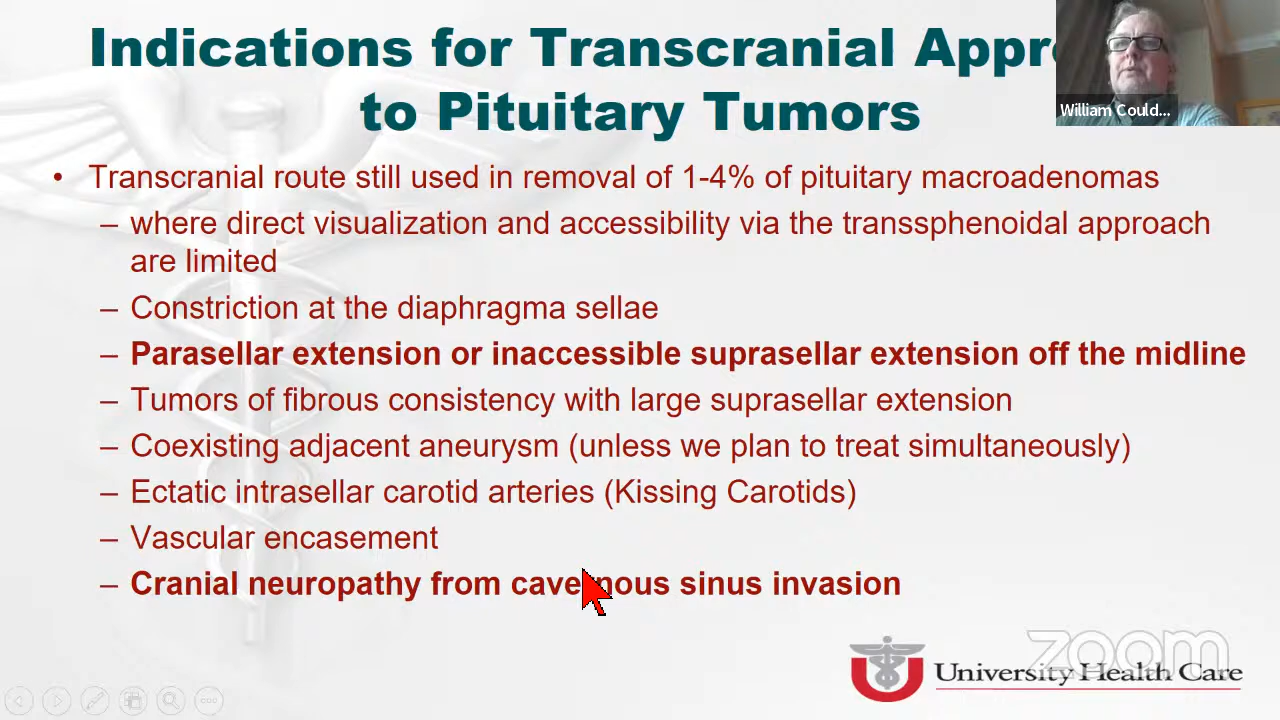 Indications for Transcranial Appr
to Pituitary Tumors
William Could...
• Transcranial route still used in removal of 1-4% of pituitary macroadenomas
– where direct visualization and accessibility via the transsphenoidal approach
are limited
– Constriction at the diaphragma sellae
– Parasellar extension or inaccessible suprasellar extension off the midline
– Tumors of fibrous consistency with large suprasellar extension
– Coexisting adjacent aneurysm (unless we plan to treat simultaneously)
– Ectatic intrasellar carotid arteries (Kissing Carotids)
– Vascular encasement
– Cranial neuropathy from cavernous sinus invasion
zoom
University Health Care